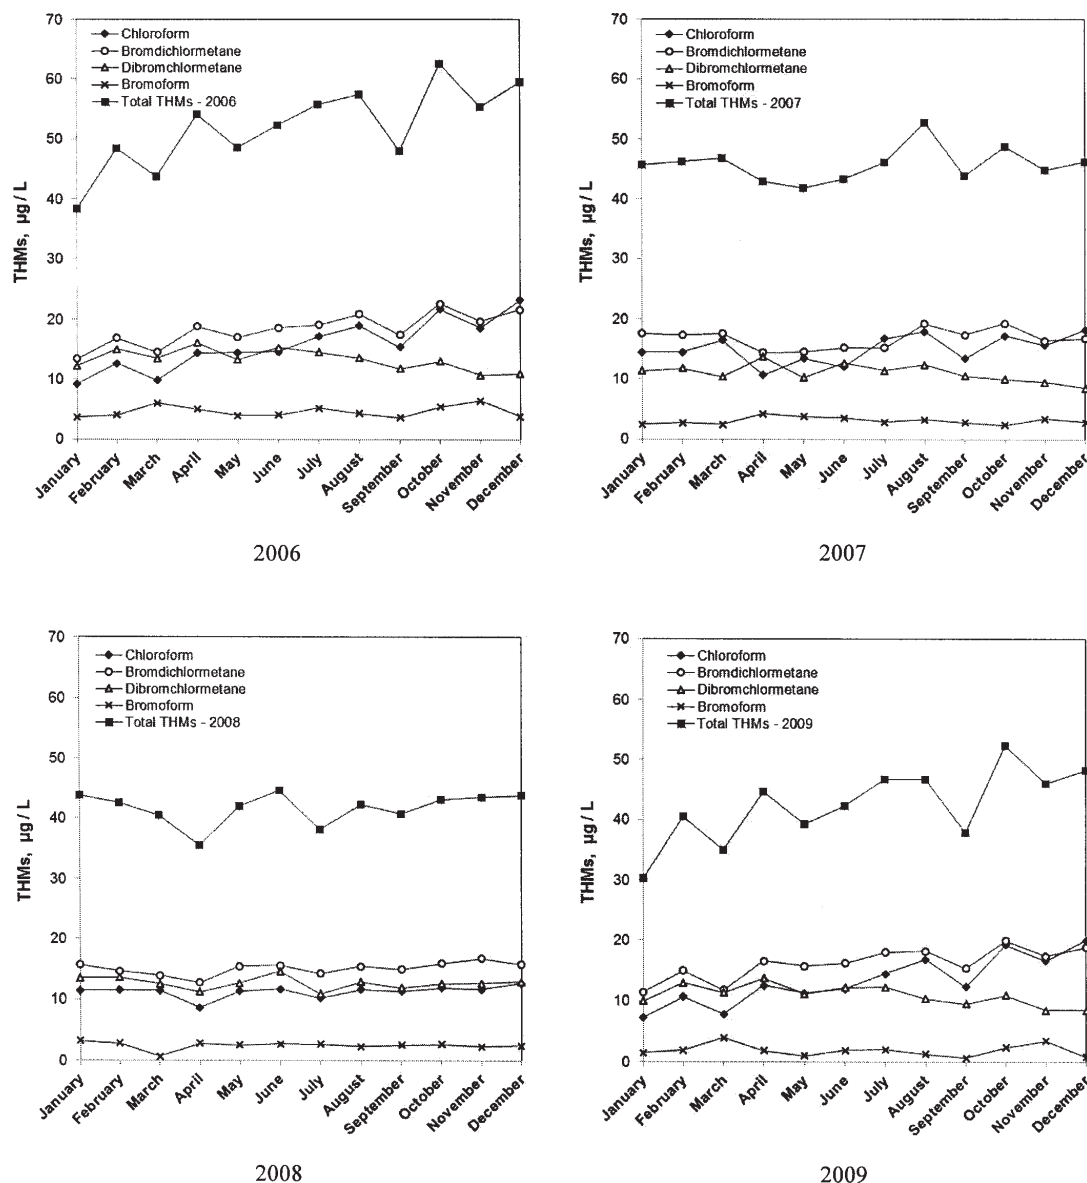 70
60
50
40
30
20
10
0
THMs, µg / L
Chloroform
Bromdichlormetane
Dibromchlormetane
Bromoform
Total THMs - 2006
January
February
March
April
May
June
July
August
September
October
November
December
2006
70
60
50
40
30
20
10
0
THMs, µg / L
Chloroform
Bromdichlormetane
Dibromchlormetane
Bromoform
Total THMs - 2007
January
February
March
April
May
June
July
August
September
October
November
December
2007
70
60
50
40
30
20
10
0
THMs, µg / L
Chloroform
Bromdichlormetane
Dibromchlormetane
Bromoform
Total THMs - 2008
January
February
March
April
May
June
July
August
September
October
November
December
2008
70
60
50
40
30
20
10
0
THMs, µg / L
Chloroform
Bromdichlormetane
Dibromchlormetane
Bromoform
Total THMs - 2009
January
February
March
April
May
June
July
August
September
October
November
December
2009